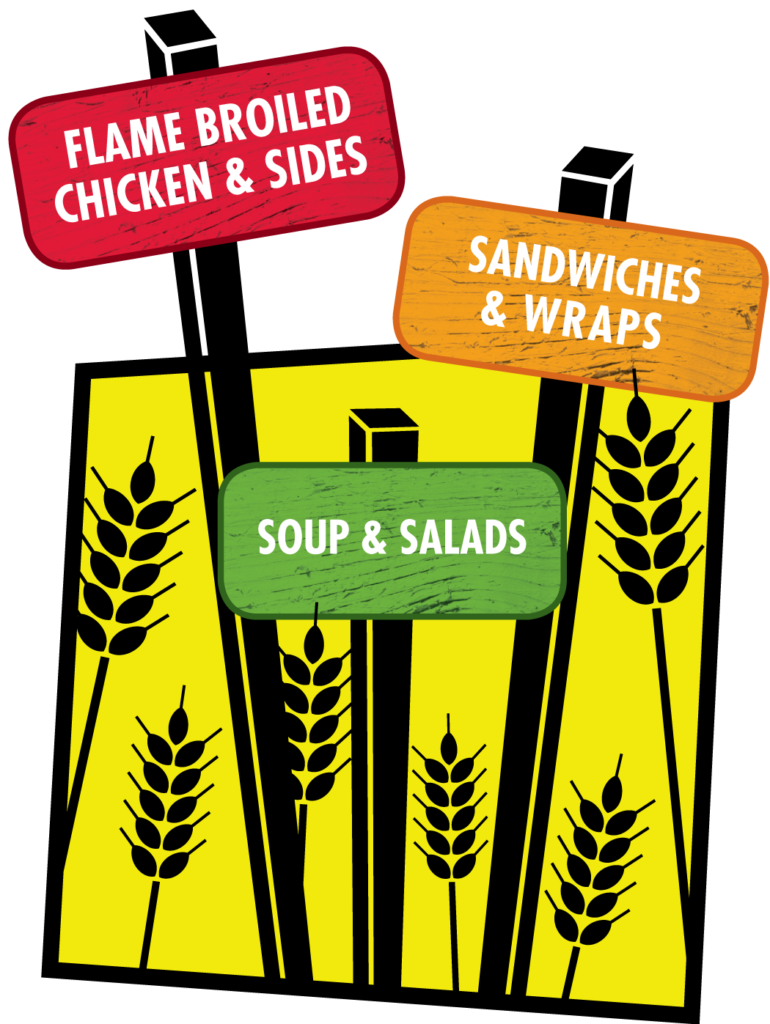 FLAME BROILED
CHICKEN & SIDES
SANDWICHES
& WRAPS
SOUP & SALADS